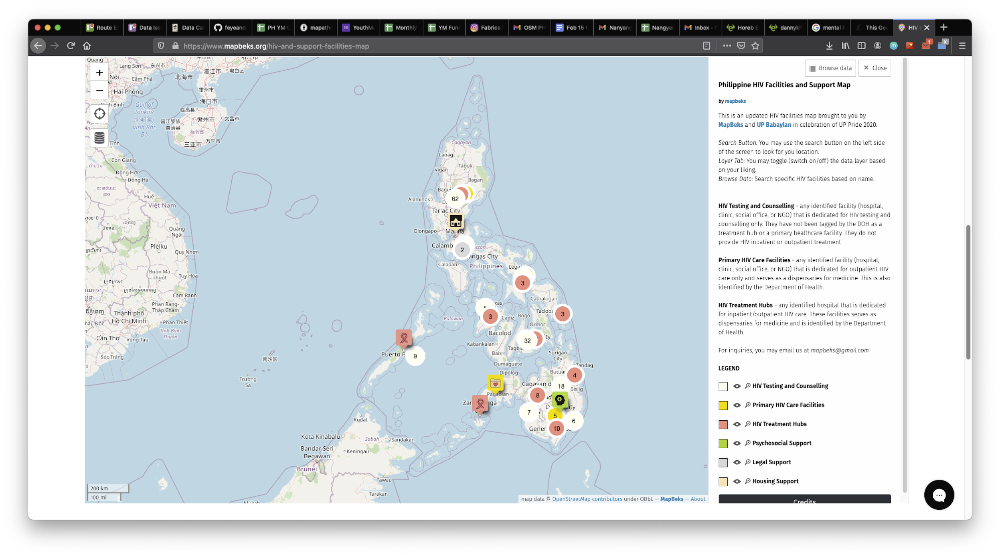 Route E
Data Iss
Data Ca
feyeand
PH YM C
mapath
YouthM
Monthly
YM Fun
Fabrica
OSM PH
Feb 15 C
Nanyang
Nangyar
Inbox -
Horeb E
dannykh
mental h
This Ge
HIV a
https://www.mapbeks.org/hiv-and-support-facilities-map
m
1
X
+
−
Quang
Lang Sơn
东兴市
湛江市
电白区
北海市
Nội
Cẩm Phả
雷州市
Hải Phòng
海口市
Ninh Binh
Gulf of
Tonkin/
北部湾/
Vịnh Bắc
Bộ
临高县
儋州市
文昌市
昌江黎族
自治县
海南省
万宁市
三亚市
Tinh
Còn Giang
Đồng Hới
Đông Hà
Huế
Việt Nam
Quảng
Ngãi
Pleiku
Quy Nhơn
Buôn Ma
Thuột
Tuy Hòa
Cam Ranh
Phan Rang-
Tháp Chàm
Thành phố
Hồ Chí Minh
Phan Thiết
Tỉnh Bình
Thuận
Cần Thơ
Vũng Tàu
Sóc Trăng
Cagayan
Laoag
Tabuk
Vigan
Ilagan
Bagui
62
Alaminos
Tarlac City
Olongapo
Manila
Calamb
2
ezon
angas City
Calapan
Philippines
Lega
3
Catbalogan
5
xas
Tacloba
3
3
Cadiz
Bogo
Palawan
Ormoc
Bacolod
32
ty
Kabankalan
Tagbil
Puerto P
9
Bais
Surigao
City
Dumaguete
Tandag
Dipolog
Butuan
4
Cagayan d
18
Bislig
Pagadian
8
Zam
nga
D
City
7
5
6
Gener
10
南沙区
Trường
Sa
Kudat
Kota Kinabalu
Sabah
Sandakan
Bandar Seri
Begawan
Keningau
Brunei
Tawau
Tarakan
Mukah
200 km
100 mi
map data © OpenStreetMap contributors under ODbL — MapBeks — About
Browse data
Close
Philippine HIV Facilities and Support Map
by mapbeks
This is an updated HIV facilities map brought to you by
MapBeks and UP Babaylan in celebration of UP Pride 2020.
Search Button: You may use the search button on the left side
of the screen to look for you location.
Layer Tab: You may toggle (switch on/off) the data layer based
on your liking.
Browse Data: Search specific HIV facilities based on name.
HIV Testing and Counselling - any identified facility (hospital,
clinic, social office, or NGO) that is dedicated for HIV testing and
counselling only. They have not been tagged by the DOH as a
treatment hub or a primary healthcare facility. They do not
provide HIV inpatient or outpatient treatment
Primary HIV Care Facilities - any identified facility (hospital,
clinic, social office, or NGO) that is dedicated for outpatient HIV
care only and serves as a dispensaries for medicine. This is also
identified by the Department of Health.
HIV Treatment Hubs - any identified hospital that is dedicated
for inpatient/outpatient HIV care. These facilities serves as
dispensaries for medicine and is identified by the Department
of Health.
For inquiries, you may email us at mapbeks@gmail.com
LEGEND
HIV Testing and Counselling
Primary HIV Care Facilities
HIV Treatment Hubs
Psychosocial Support
Legal Support
Housing Support
Credits